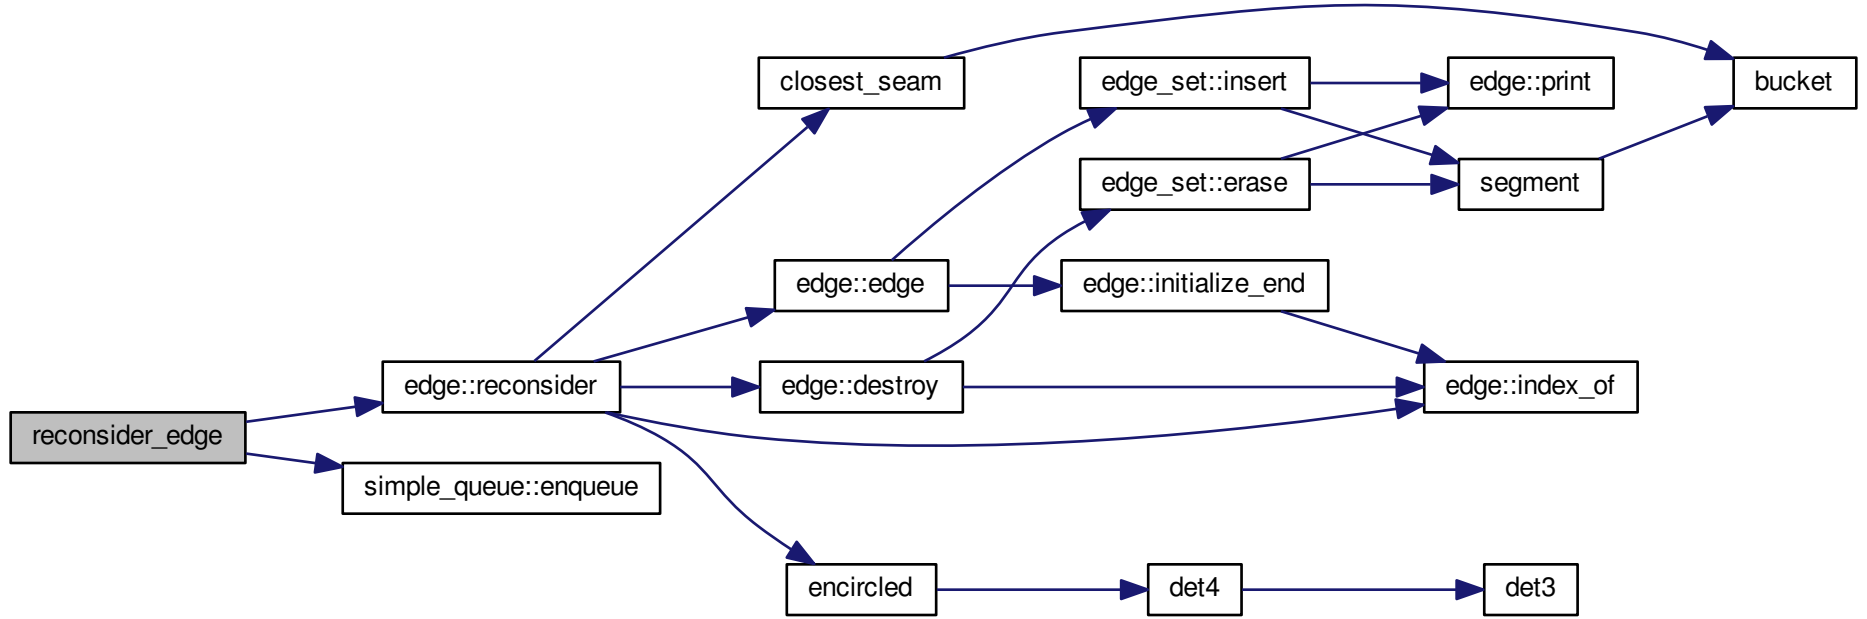 closest_seam
edge_set::insert
edge::print
bucket
edge_set::erase
segment
edge::edge
edge::initialize_end
edge::reconsider
edge::destroy
edge::index_of
reconsider_edge
simple_queue::enqueue
encircled
det4
det3